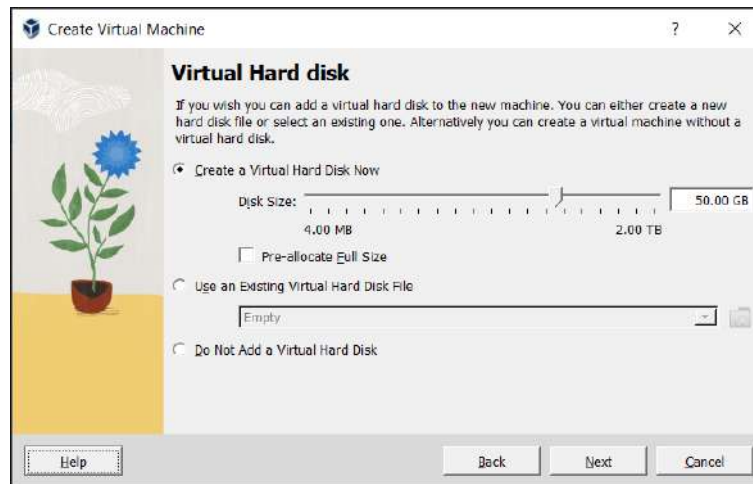 Create Virtual Machine
Virtual Hard disk
If you wish you can add a virtual hard disk to the new machine. You can either create a new
hard disk file or select an existing one. Alternatively you can create a virtual machine without a
virtual hard disk.
Create a Virtual Hard Disk Now
Disk Size: 50.00 GB
4.00 MB 2.00 TB
Pre-allocate Full Size
Use an Existing Virtual Hard Disk File
Empty
Do Not Add a Virtual Hard Disk
Help Back Next Cancel